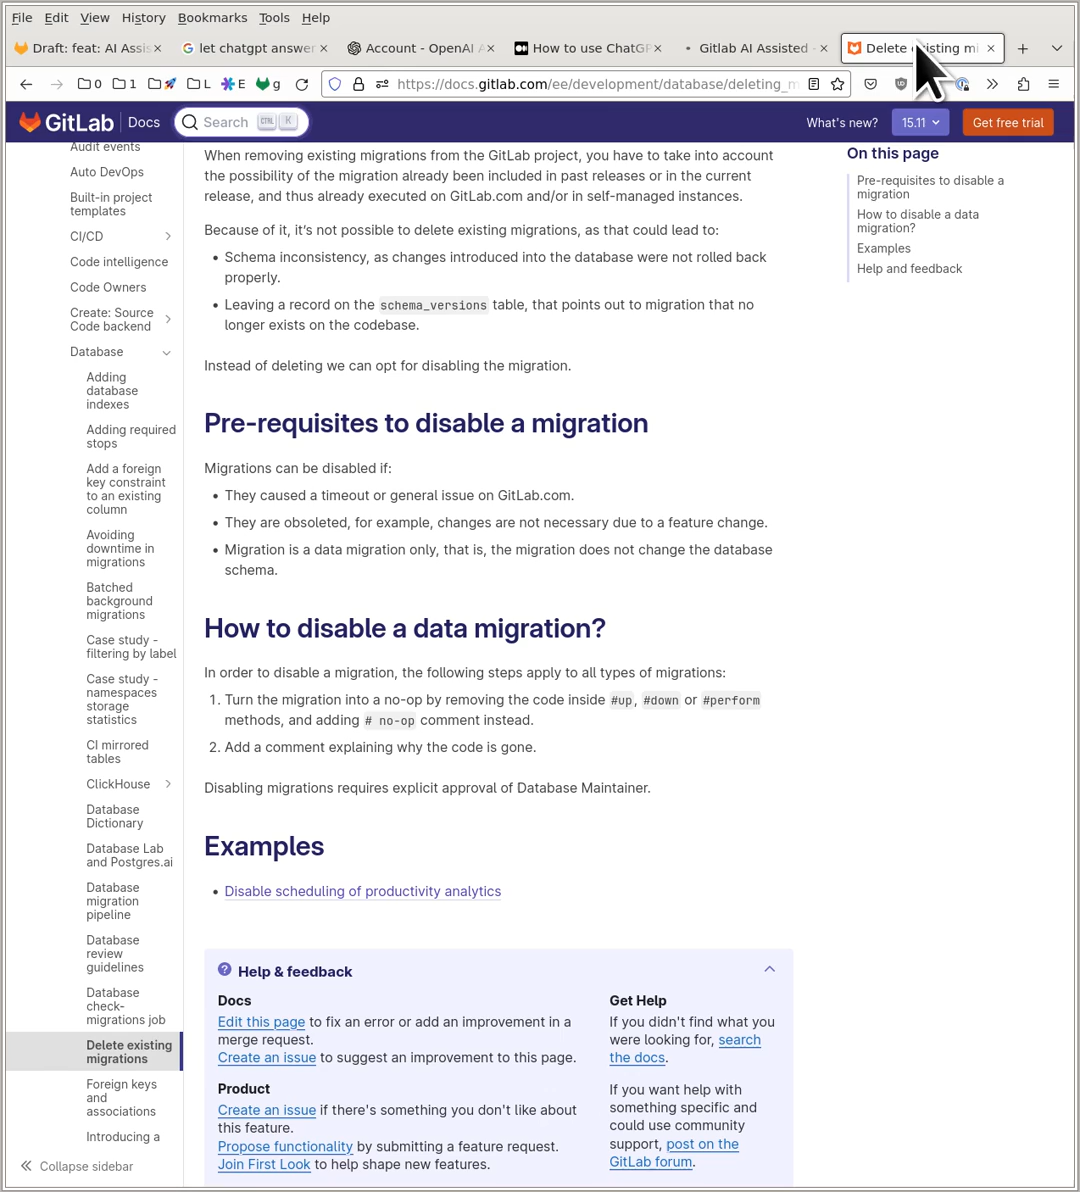 File Edit View History Bookmarks Tools Help
Draft: feat: AI Assis
let chatgpt answer
Account - OpenAI A
How to use ChatGP
Gitlab AI Assisted -
Delete existing mi
0 1 L E g
https://docs.gitlab.com/ee/development/database/deleting_m
GitLab Docs
Search CTRL K
What's new?
15.11
Get free trial
Audit events
Auto DevOps
Built-in project
templates
CI/CD
Code intelligence
Code Owners
Create: Source
Code backend
Database
Adding
database
indexes
Adding required
stops
Add a foreign
key constraint
to an existing
column
Avoiding
downtime in
migrations
Batched
background
migrations
Case study -
filtering by label
Case study -
namespaces
storage
statistics
CI mirrored
tables
ClickHouse
Database
Dictionary
Database Lab
and Postgres.ai
Database
migration
pipeline
Database
review
guidelines
Database
check-
migrations job
Delete existing
migrations
Foreign keys
and
associations
Introducing a
Collapse sidebar
When removing existing migrations from the GitLab project, you have to take into account
the possibility of the migration already been included in past releases or in the current
release, and thus already executed on GitLab.com and/or in self-managed instances.
Because of it, it's not possible to delete existing migrations, as that could lead to:
• Schema inconsistency, as changes introduced into the database were not rolled back
properly.
• Leaving a record on the schema_versions table, that points out to migration that no
longer exists on the codebase.
Instead of deleting we can opt for disabling the migration.
Pre-requisites to disable a migration
Migrations can be disabled if:
• They caused a timeout or general issue on GitLab.com.
• They are obsoleted, for example, changes are not necessary due to a feature change.
• Migration is a data migration only, that is, the migration does not change the database
schema.
How to disable a data migration?
In order to disable a migration, the following steps apply to all types of migrations:
1. Turn the migration into a no-op by removing the code inside #up, #down or #perform
methods, and adding # no-op comment instead.
2. Add a comment explaining why the code is gone.
Disabling migrations requires explicit approval of Database Maintainer.
Examples
• Disable scheduling of productivity analytics
? Help & feedback
Docs
Edit this page to fix an error or add an improvement in a
merge request.
Create an issue to suggest an improvement to this page.
Product
Create an issue if there's something you don't like about
this feature.
Propose functionality by submitting a feature request.
Join First Look to help shape new features.
Get Help
If you didn't find what you
were looking for, search
the docs.
If you want help with
something specific and
could use community
support, post on the
GitLab forum.
On this page
Pre-requisites to disable a
migration
How to disable a data
migration?
Examples
Help and feedback